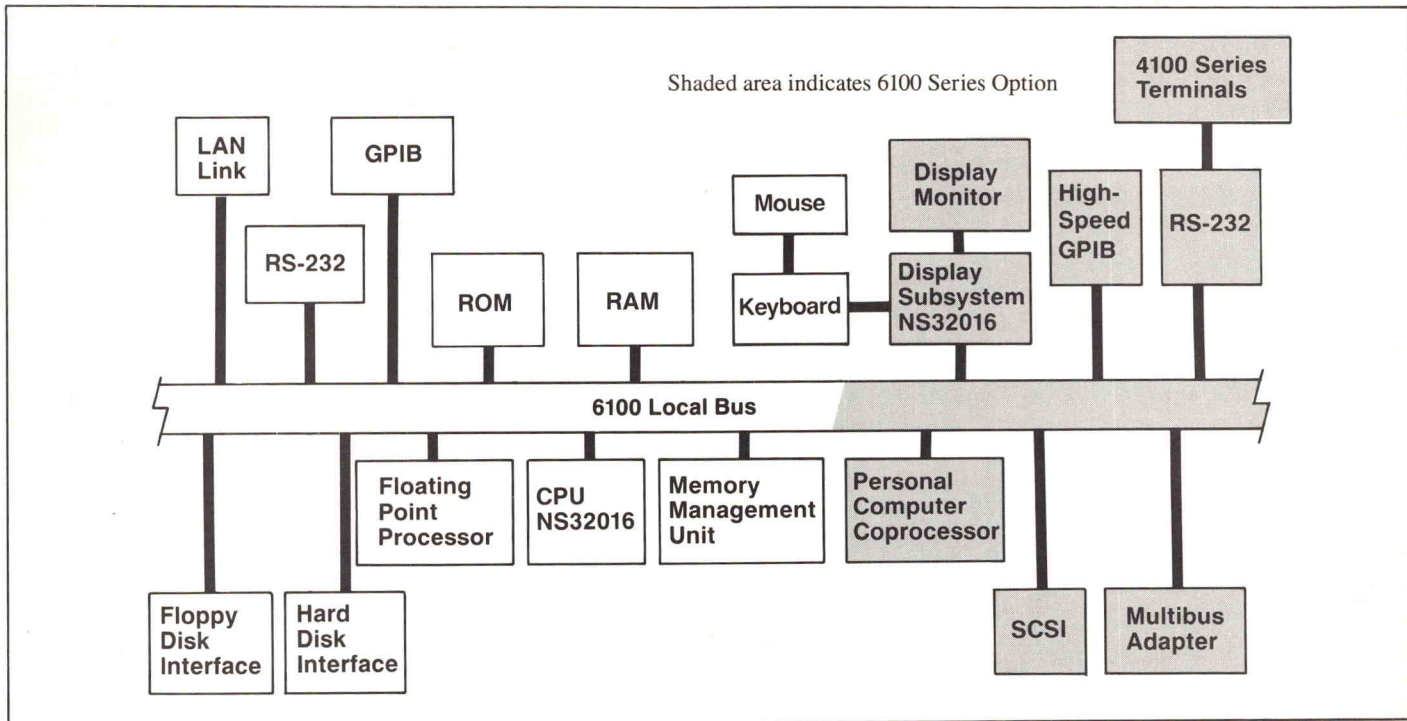 Shaded area indicates 6100 Series Option
4100 Series
Terminals
LAN
Link
GPIB
RS-232
ROM
RAM
Mouse
Keyboard
Display
Monitor
Display
Subsystem
NS32016
High-
Speed
GPIB
RS-232
6100 Local Bus
Floating
Point
Processor
CPU
NS32016
Memory
Management
Unit
Personal
Computer
Coprocessor
Floppy
Disk
Interface
Hard
Disk
Interface
SCSI
Multibus
Adapter